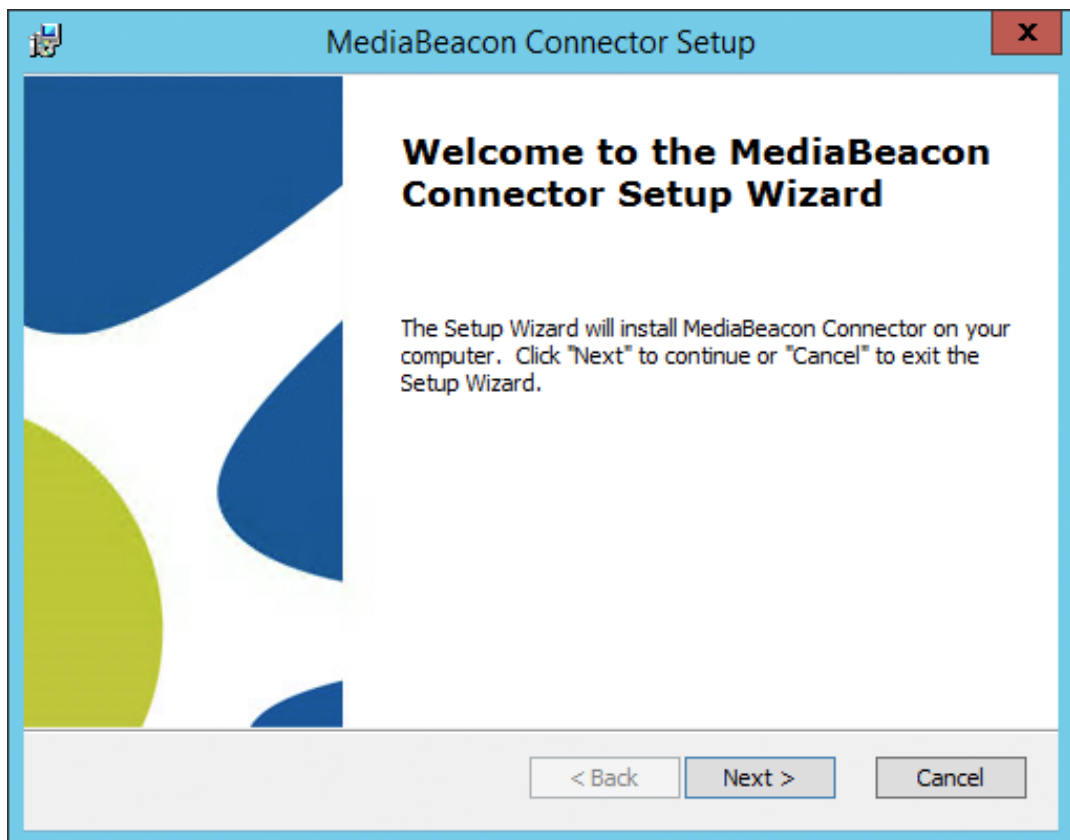 MediaBeacon Connector Setup
x
Welcome to the MediaBeacon
Connector Setup Wizard
The Setup Wizard will install MediaBeacon Connector on your
computer.  Click "Next" to continue or "Cancel" to exit the
Setup Wizard.
< Back
Next >
Cancel